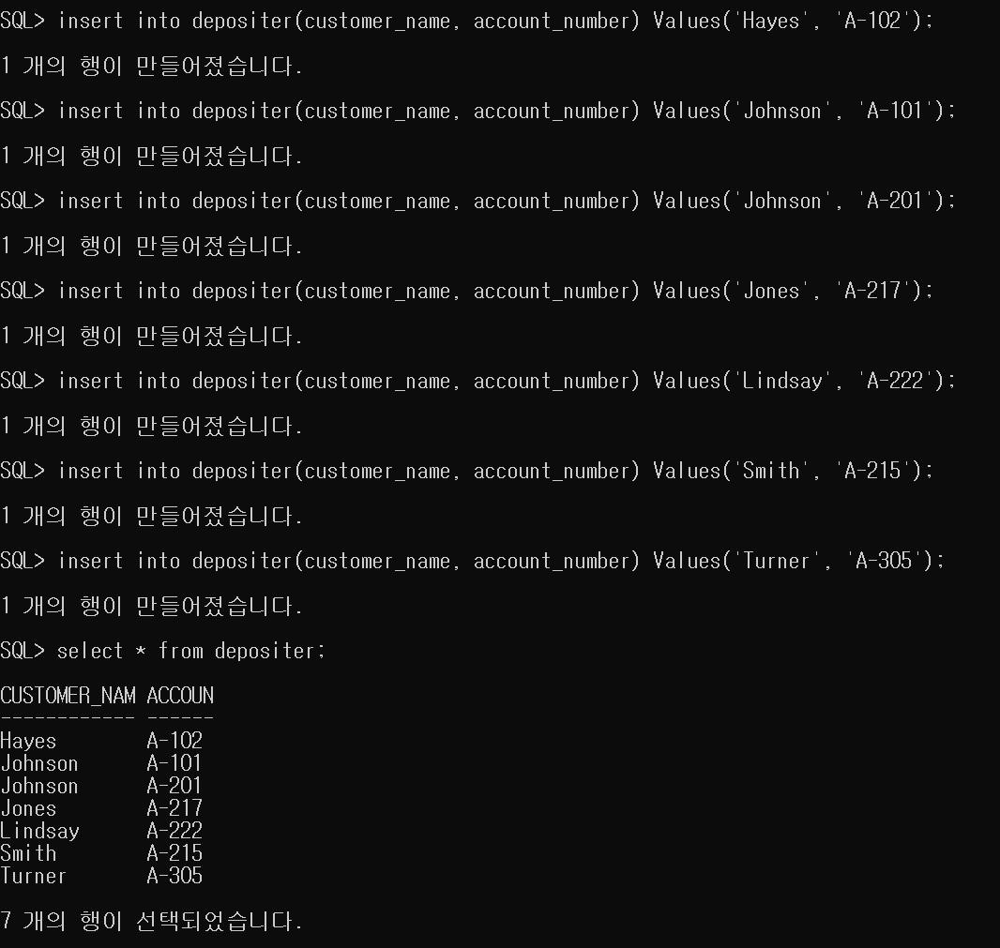 SQL> insert into depositer(customer_name, account_number) Values('Hayes', 'A-102');
1 개의 행이 만들어졌습니다.
SQL> insert into depositer(customer_name, account_number) Values('Johnson', 'A-101');
1 개의 행이 만들어졌습니다.
SQL> insert into depositer(customer_name, account_number) Values('Johnson', 'A-201');
1 개의 행이 만들어졌습니다.
SQL> insert into depositer(customer_name, account_number) Values('Jones', 'A-217');
1 개의 행이 만들어졌습니다.
SQL> insert into depositer(customer_name, account_number) Values('Lindsay', 'A-222');
1 개의 행이 만들어졌습니다.
SQL> insert into depositer(customer_name, account_number) Values('Smith', 'A-215');
1 개의 행이 만들어졌습니다.
SQL> insert into depositer(customer_name, account_number) Values('Turner', 'A-305');
1 개의 행이 만들어졌습니다.
SQL> select * from depositer;
CUSTOMER_NAM ACCOUN
------------ ------
Hayes        A-102
Johnson      A-101
Johnson      A-201
Jones        A-217
Lindsay      A-222
Smith        A-215
Turner       A-305
7 개의 행이 선택되었습니다.